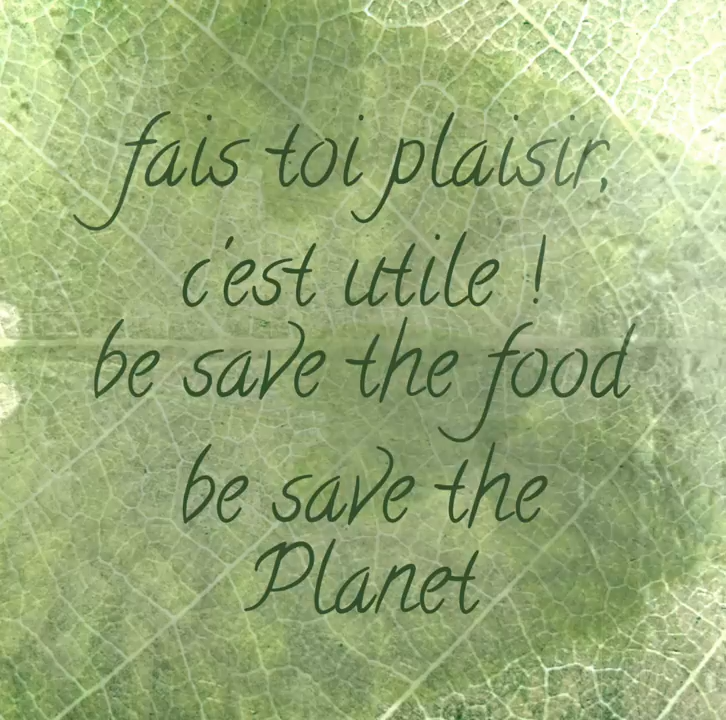 fais toi plaisir,
c'est utile !
be save the food
be save the
Planet